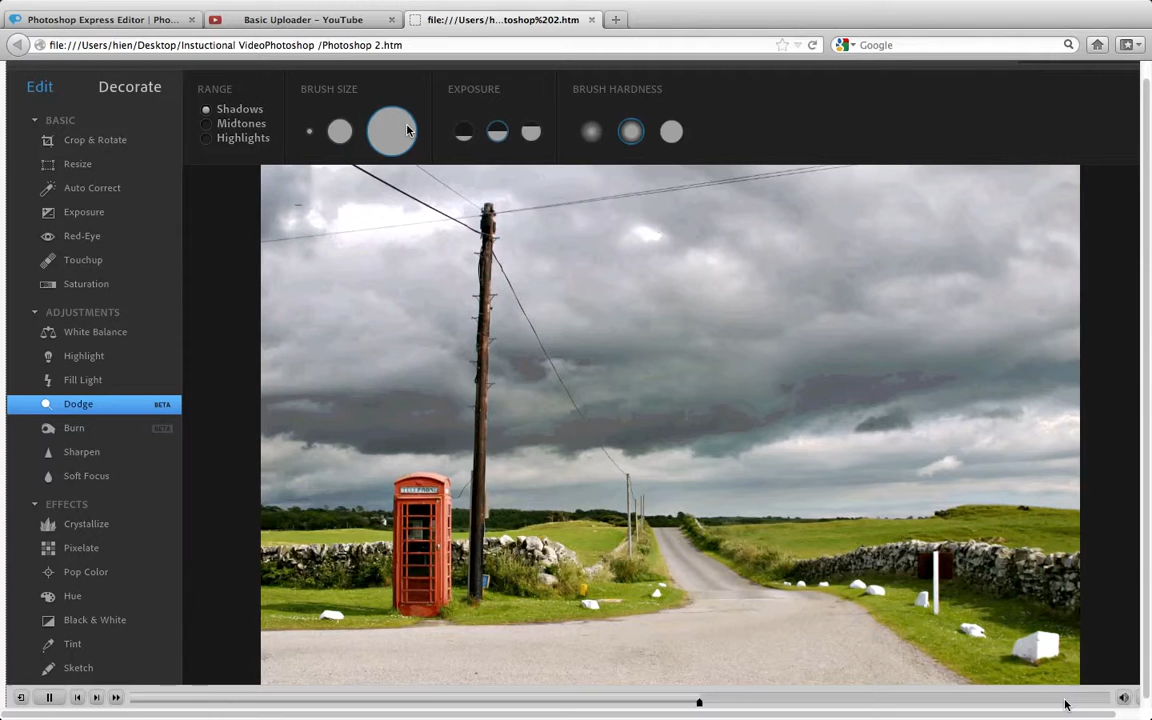 Photoshop Express Editor | Pho...
Basic Uploader – YouTube
file:///Users/h...toshop%202.htm
file:///Users/hien/Desktop/Instuctional VideoPhotoshop /Photoshop 2.htm
Google
Edit
Decorate
RANGE
Shadows
Midtones
Highlights
BRUSH SIZE
EXPOSURE
BRUSH HARDNESS
BASIC
Crop & Rotate
Resize
Auto Correct
Exposure
Red-Eye
Touchup
Saturation
ADJUSTMENTS
White Balance
Highlight
Fill Light
Dodge BETA
Burn BETA
Sharpen
Soft Focus
EFFECTS
Crystallize
Pixelate
Pop Color
Hue
Black & White
Tint
Sketch
TELEPHONE